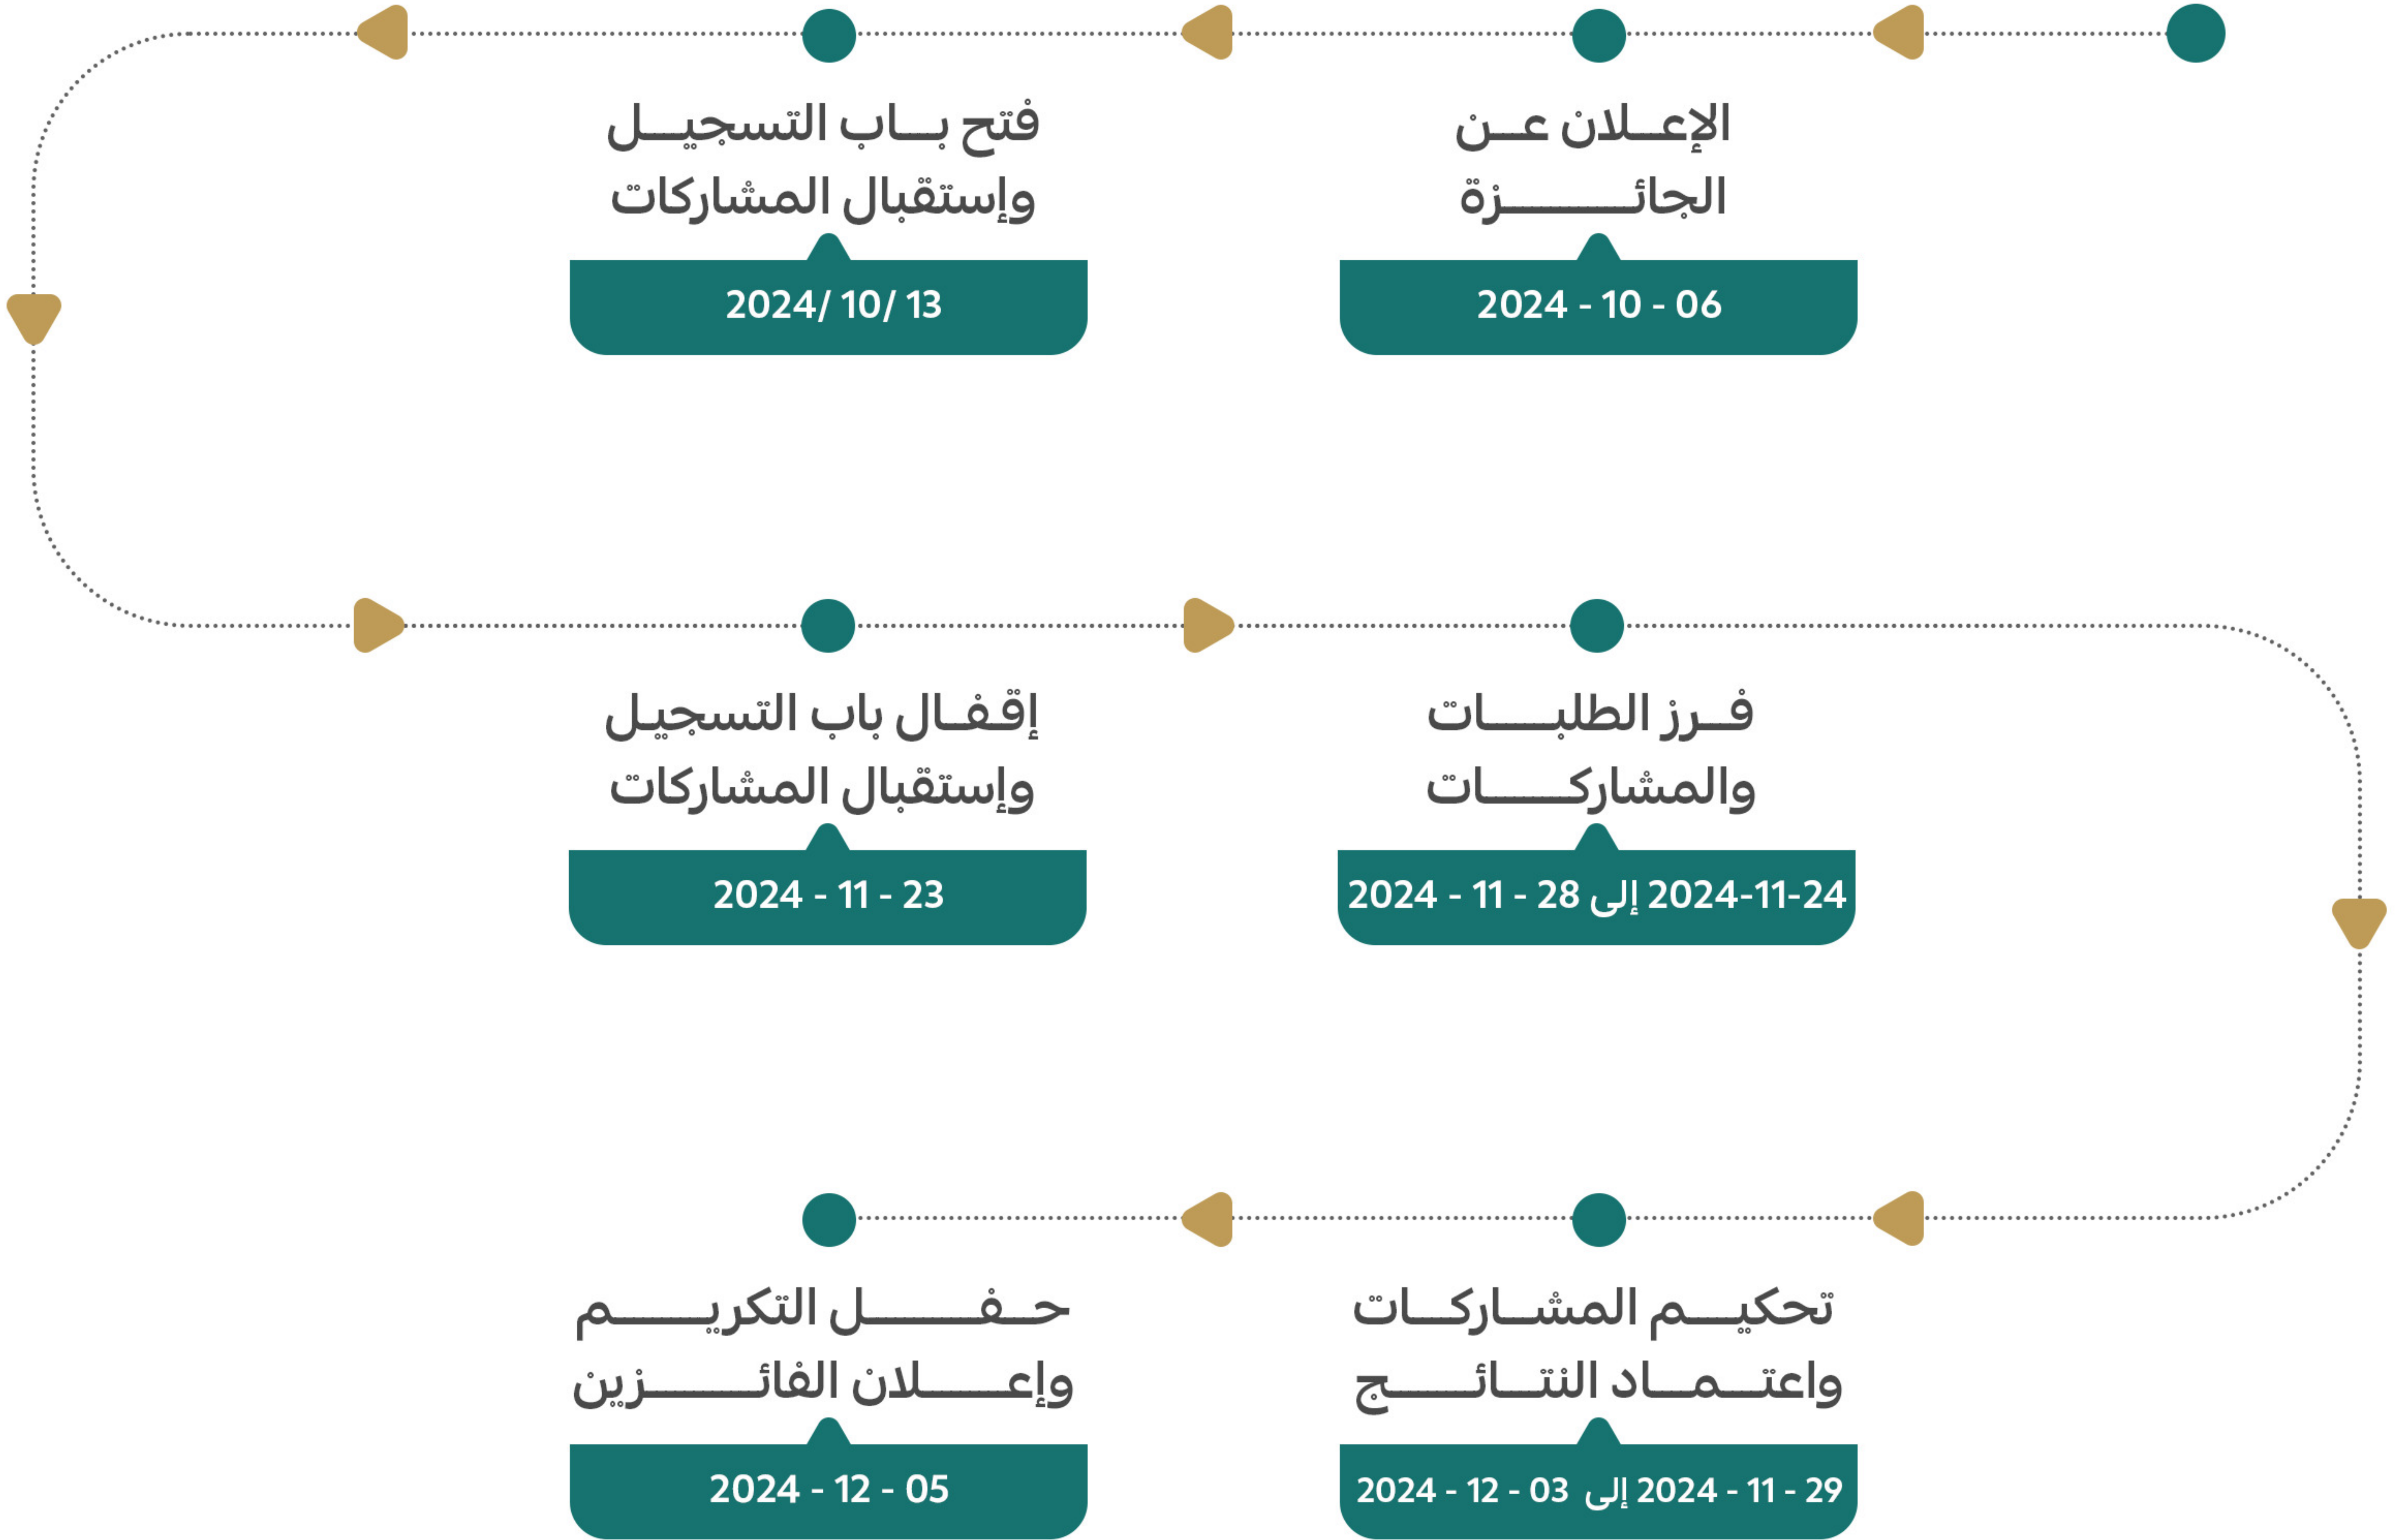 الإعلان عن
الجائزة
2024 - 10 - 06
فتح باب التسجيل
وإستقبال المشاركات
2024/ 10/ 13
إقفال باب التسجيل
وإستقبال المشاركات
2024 - 11 - 23
فرز الطلبات
والمشاركات
2024-11-24 إلى 28 - 11 - 2024
تحكيم المشاركات
واعتماد النتائج
29 - 11 - 2024 إلى 03 - 12 - 2024
حفل التكريم
وإعلان الفائزين
2024 - 12 - 05